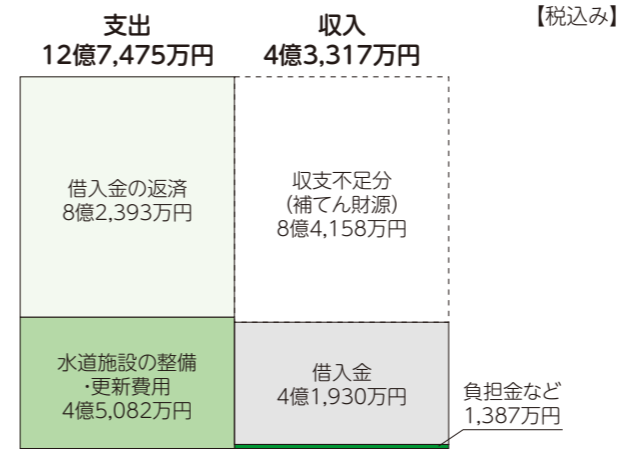 【税込み】
支出
12億7,475万円
収入
4億3,317万円
借入金の返済
8億2,393万円
収支不足分
(補てん財源)
8億4,158万円
水道施設の整備
・更新費用
4億5,082万円
借入金
4億1,930万円
負担金など
1,387万円